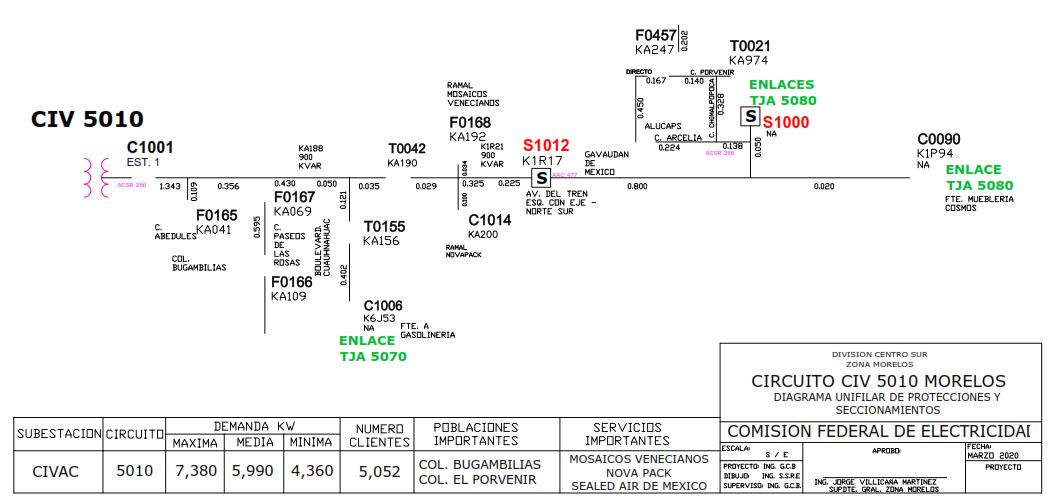 CIV 5010
C1001
EST. 1
ACSR 266
1.343
0.109
0.356
F0165
KA041
C.
ABEDULES
COL.
BUGAMBILIAS
KA188
900
KVAR
0.430
0.050
0.035
F0167
KA069
0.595
C.
PASEOS
DE
LAS
ROSAS
F0166
KA109
BOULEVARD.
CUAUHNAHUAC
0.121
T0155
KA156
0.402
C1006
K6J53
NA
FTE. A
GASOLINERIA
ENLACE
TJA 5070
T0042
KA190
0.029
RAMAL
MOSAICOS
VENECIANOS
F0168
KA192
0.034
K1R21
900
KVAR
0.325
0.225
0.100
C1014
KA200
RAMAL
NOVAPACK
S1012
K1R17
S
AAC 477
AV. DEL TREN
ESQ. CON EJE -
NORTE SUR
GAVAUDAN
DE
MEXICO
0.800
F0457
KA247
0.202
T0021
KA974
DIRECTO
0.167
C. PORVENIR
0.140
0.450
C. CHIMALPOPOCA
0.328
ALUCAPS
C. ARCELIA
0.224
0.138
ACSR 266
ENLACES
TJA 5080
S
S1000
NA
0.050
0.020
C0090
K1P94
NA
ENLACE
TJA 5080
FTE. MUEBLERIA
COSMOS
DIVISION CENTRO SUR
ZONA MORELOS
CIRCUITO CIV 5010 MORELOS
DIAGRAMA UNIFILAR DE PROTECCIONES Y
SECCIONAMIENTOS
COMISION FEDERAL DE ELECTRICIDAD
ESCALA:
S / E
APROBO:
FECHA:
MARZO 2020
PROYECTO: ING. G.C.B
DIBUJO: ING. S.S.R.E
SUPERVISO: ING. G.C.B.
ING. JORGE VILLICAÑA MARTINEZ
SUPDTE. GRAL. ZONA MORELOS
PROYECTO
SUBESTACION CIRCUITO DEMANDA KW NUMERO CLIENTES POBLACIONES IMPORTANTES SERVICIOS IMPORTANTES
MAXIMA MEDIA MINIMA
CIVAC 5010 7,380 5,990 4,360 5,052
COL. BUGAMBILIAS
COL. EL PORVENIR
MOSAICOS VENECIANOS
NOVA PACK
SEALED AIR DE MEXICO